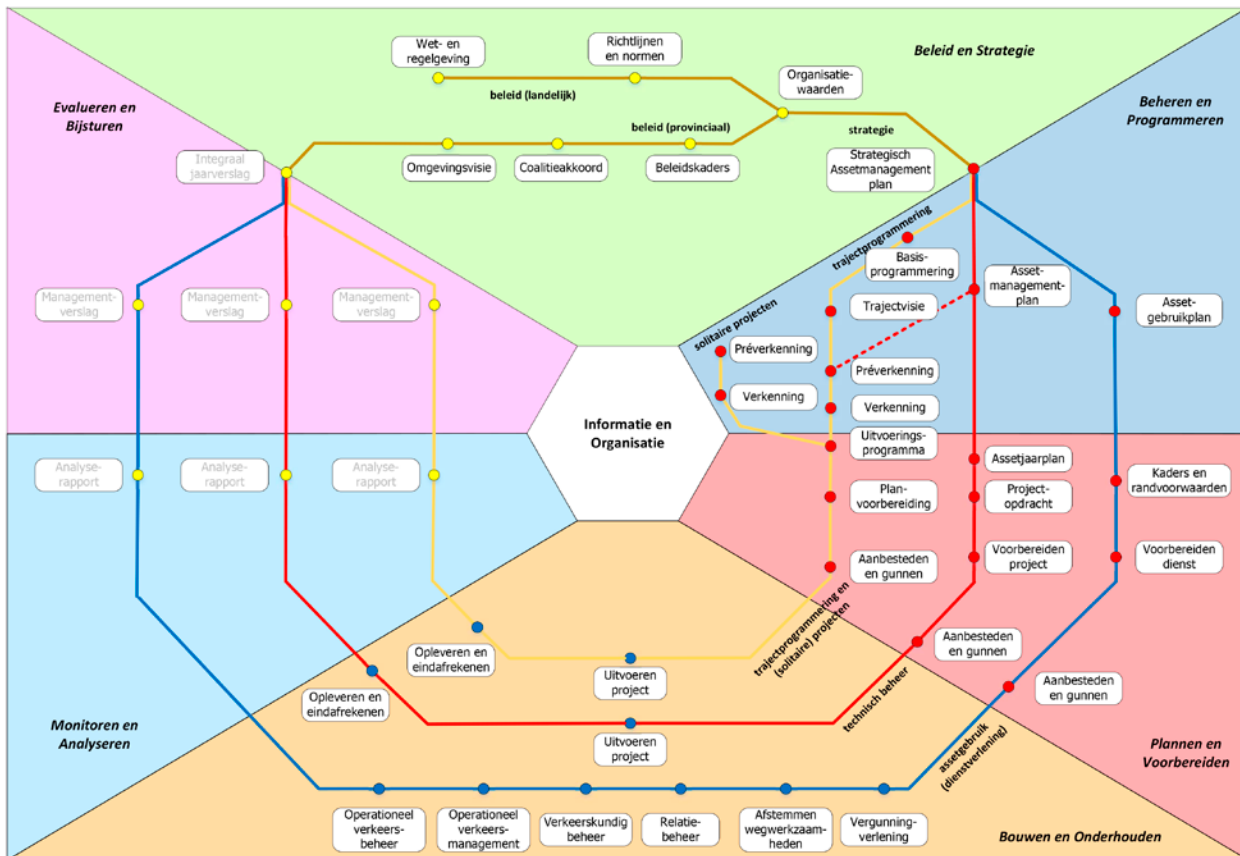 Beleid en Strategie
Wet- en
regelgeving
Richtlijnen
en normen
Organisatie-
waarden
beleid (landelijk)
beleid (provinciaal)
strategie
Omgevingsvisie
Coalitieakkoord
Beleidskaders
Strategisch
Assetmanagement
plan
Evalueren en
Bijsturen
Integraal
jaarverslag
Management-
verslag
Management-
verslag
Management-
verslag
Beheren en
Programmeren
trajectprogrammering
Basis-
programmering
Asset-
management-
plan
Asset-
gebruikplan
Trajectvisie
solitaire projecten
Préverkenning
Préverkenning
Verkenning
Verkenning
Informatie en
Organisatie
Uitvoerings-
programma
Assetjaarplan
Kaders en
randvoorwaarden
Plan-
voorbereiding
Project-
opdracht
Aanbesteden
en gunnen
Voorbereiden
project
Voorbereiden
dienst
Analyse-
rapport
Analyse-
rapport
Analyse-
rapport
trajectprogrammering en
(solitaire) projecten
Aanbesteden
en gunnen
technisch beheer
Aanbesteden
en gunnen
assetgebruik
(dienstverlening)
Plannen en
Voorbereiden
Opleveren en
eindafrekenen
Uitvoeren
project
Opleveren en
eindafrekenen
Uitvoeren
project
Monitoren en
Analyseren
Operationeel
verkeers-
beheer
Operationeel
verkeers-
management
Verkeerskundig
beheer
Relatie-
beheer
Afstemmen
wegwerkzaam-
heden
Vergunning-
verlening
Bouwen en Onderhouden